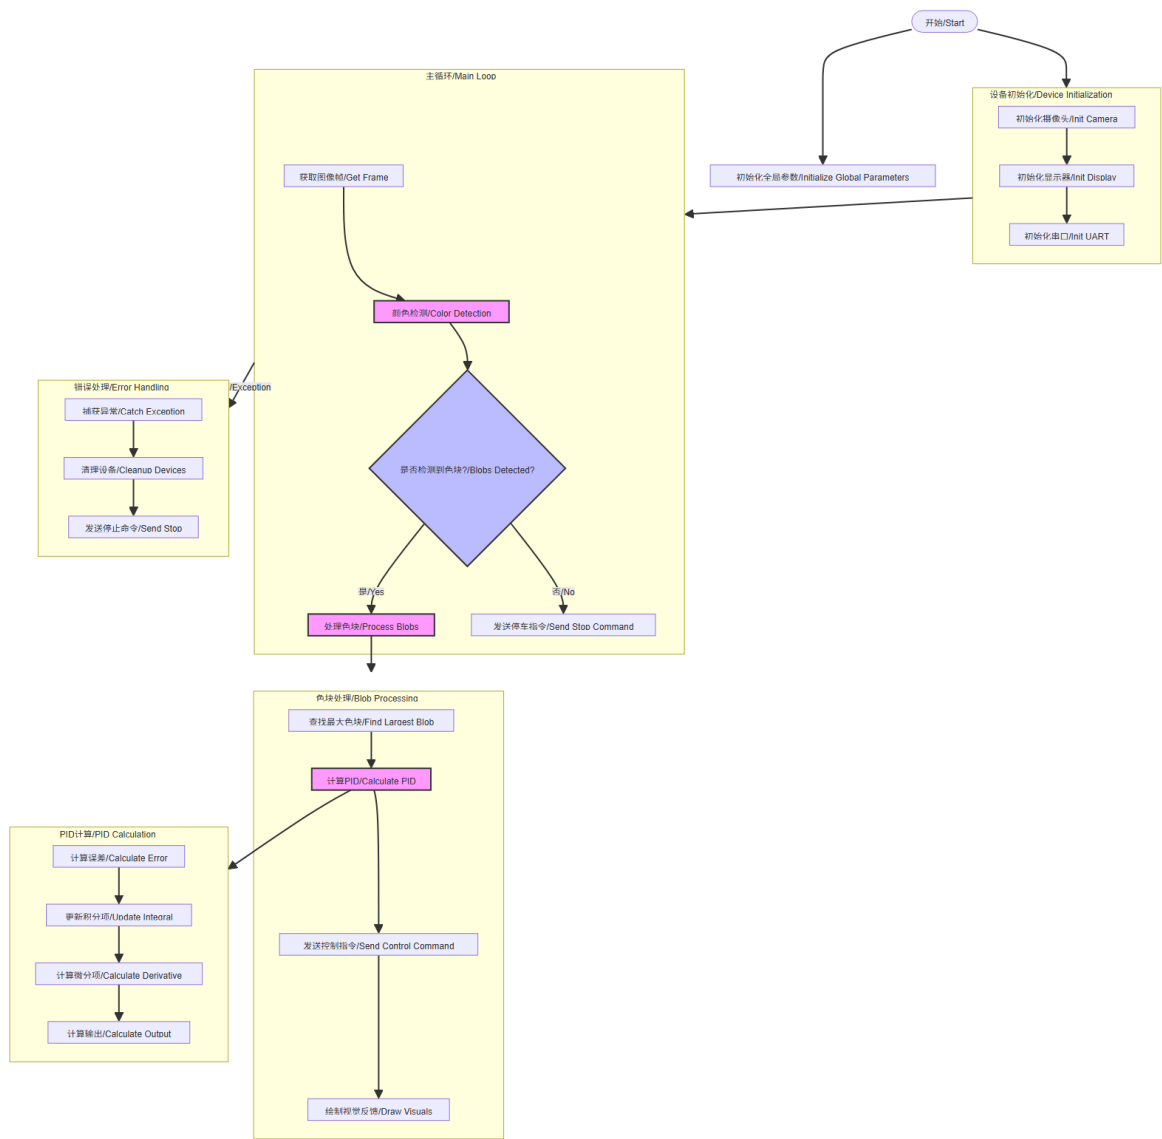 开始/Start
主循环/Main Loop
设备初始化/Device Initialization
初始化摄像头/Init Camera
获取图像帧/Get Frame
初始化全局参数/Initialize Global Parameters
初始化显示器/Init Display
初始化串口/Init UART
颜色检测/Color Detection
错误处理/Error Handling
/Exception
捕获异常/Catch Exception
清理设备/Cleanup Devices
是否检测到色块?/Blobs Detected?
发送停止命令/Send Stop
是/Yes
否/No
处理色块/Process Blobs
发送停车指令/Send Stop Command
色块处理/Blob Processing
查找最大色块/Find Largest Blob
计算PID/Calculate PID
PID计算/PID Calculation
计算误差/Calculate Error
更新积分项/Update Integral
发送控制指令/Send Control Command
计算微分项/Calculate Derivative
计算输出/Calculate Output
绘制视觉反馈/Draw Visuals